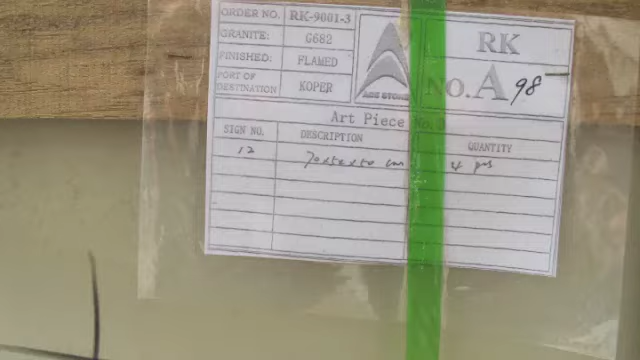 ORDER NO. RK-9001-3
GRANITE: G682
FINISHED: FLAMED
PORT OF DESTINATION KOPER
RK
NO. A 98
Art Piece No.
SIGN NO. DESCRIPTION QUANTITY
12 4 pcs